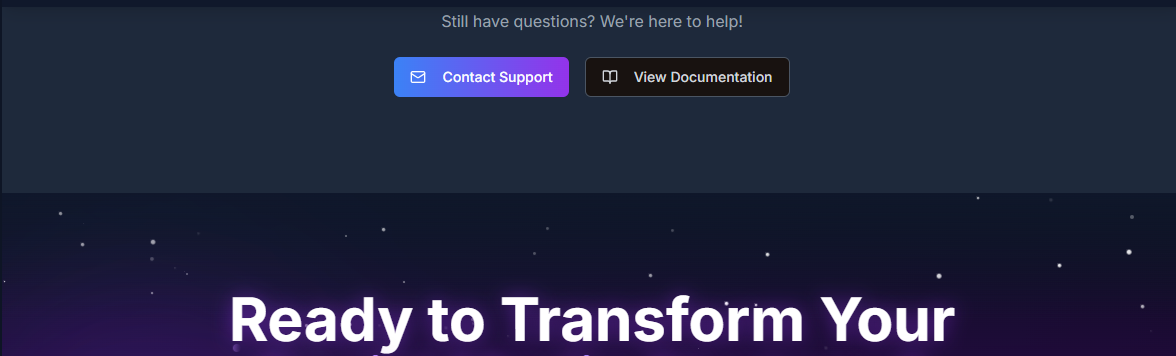 Still have questions? We're here to help!
Contact Support
View Documentation
Ready to Transform Your